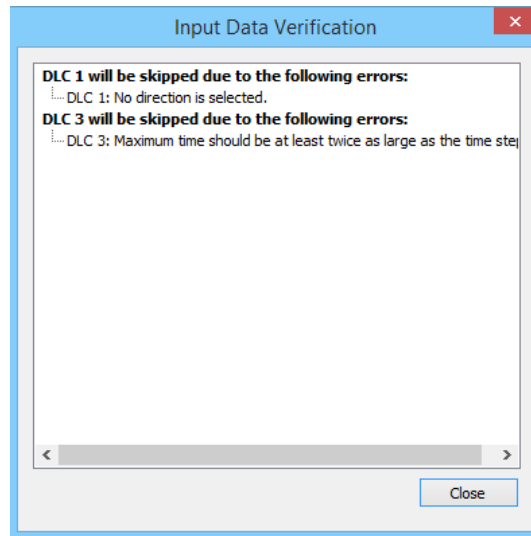 Input Data Verification
DLC 1 will be skipped due to the following errors:
DLC 1: No direction is selected.
DLC 3 will be skipped due to the following errors:
DLC 3: Maximum time should be at least twice as large as the time step
Close